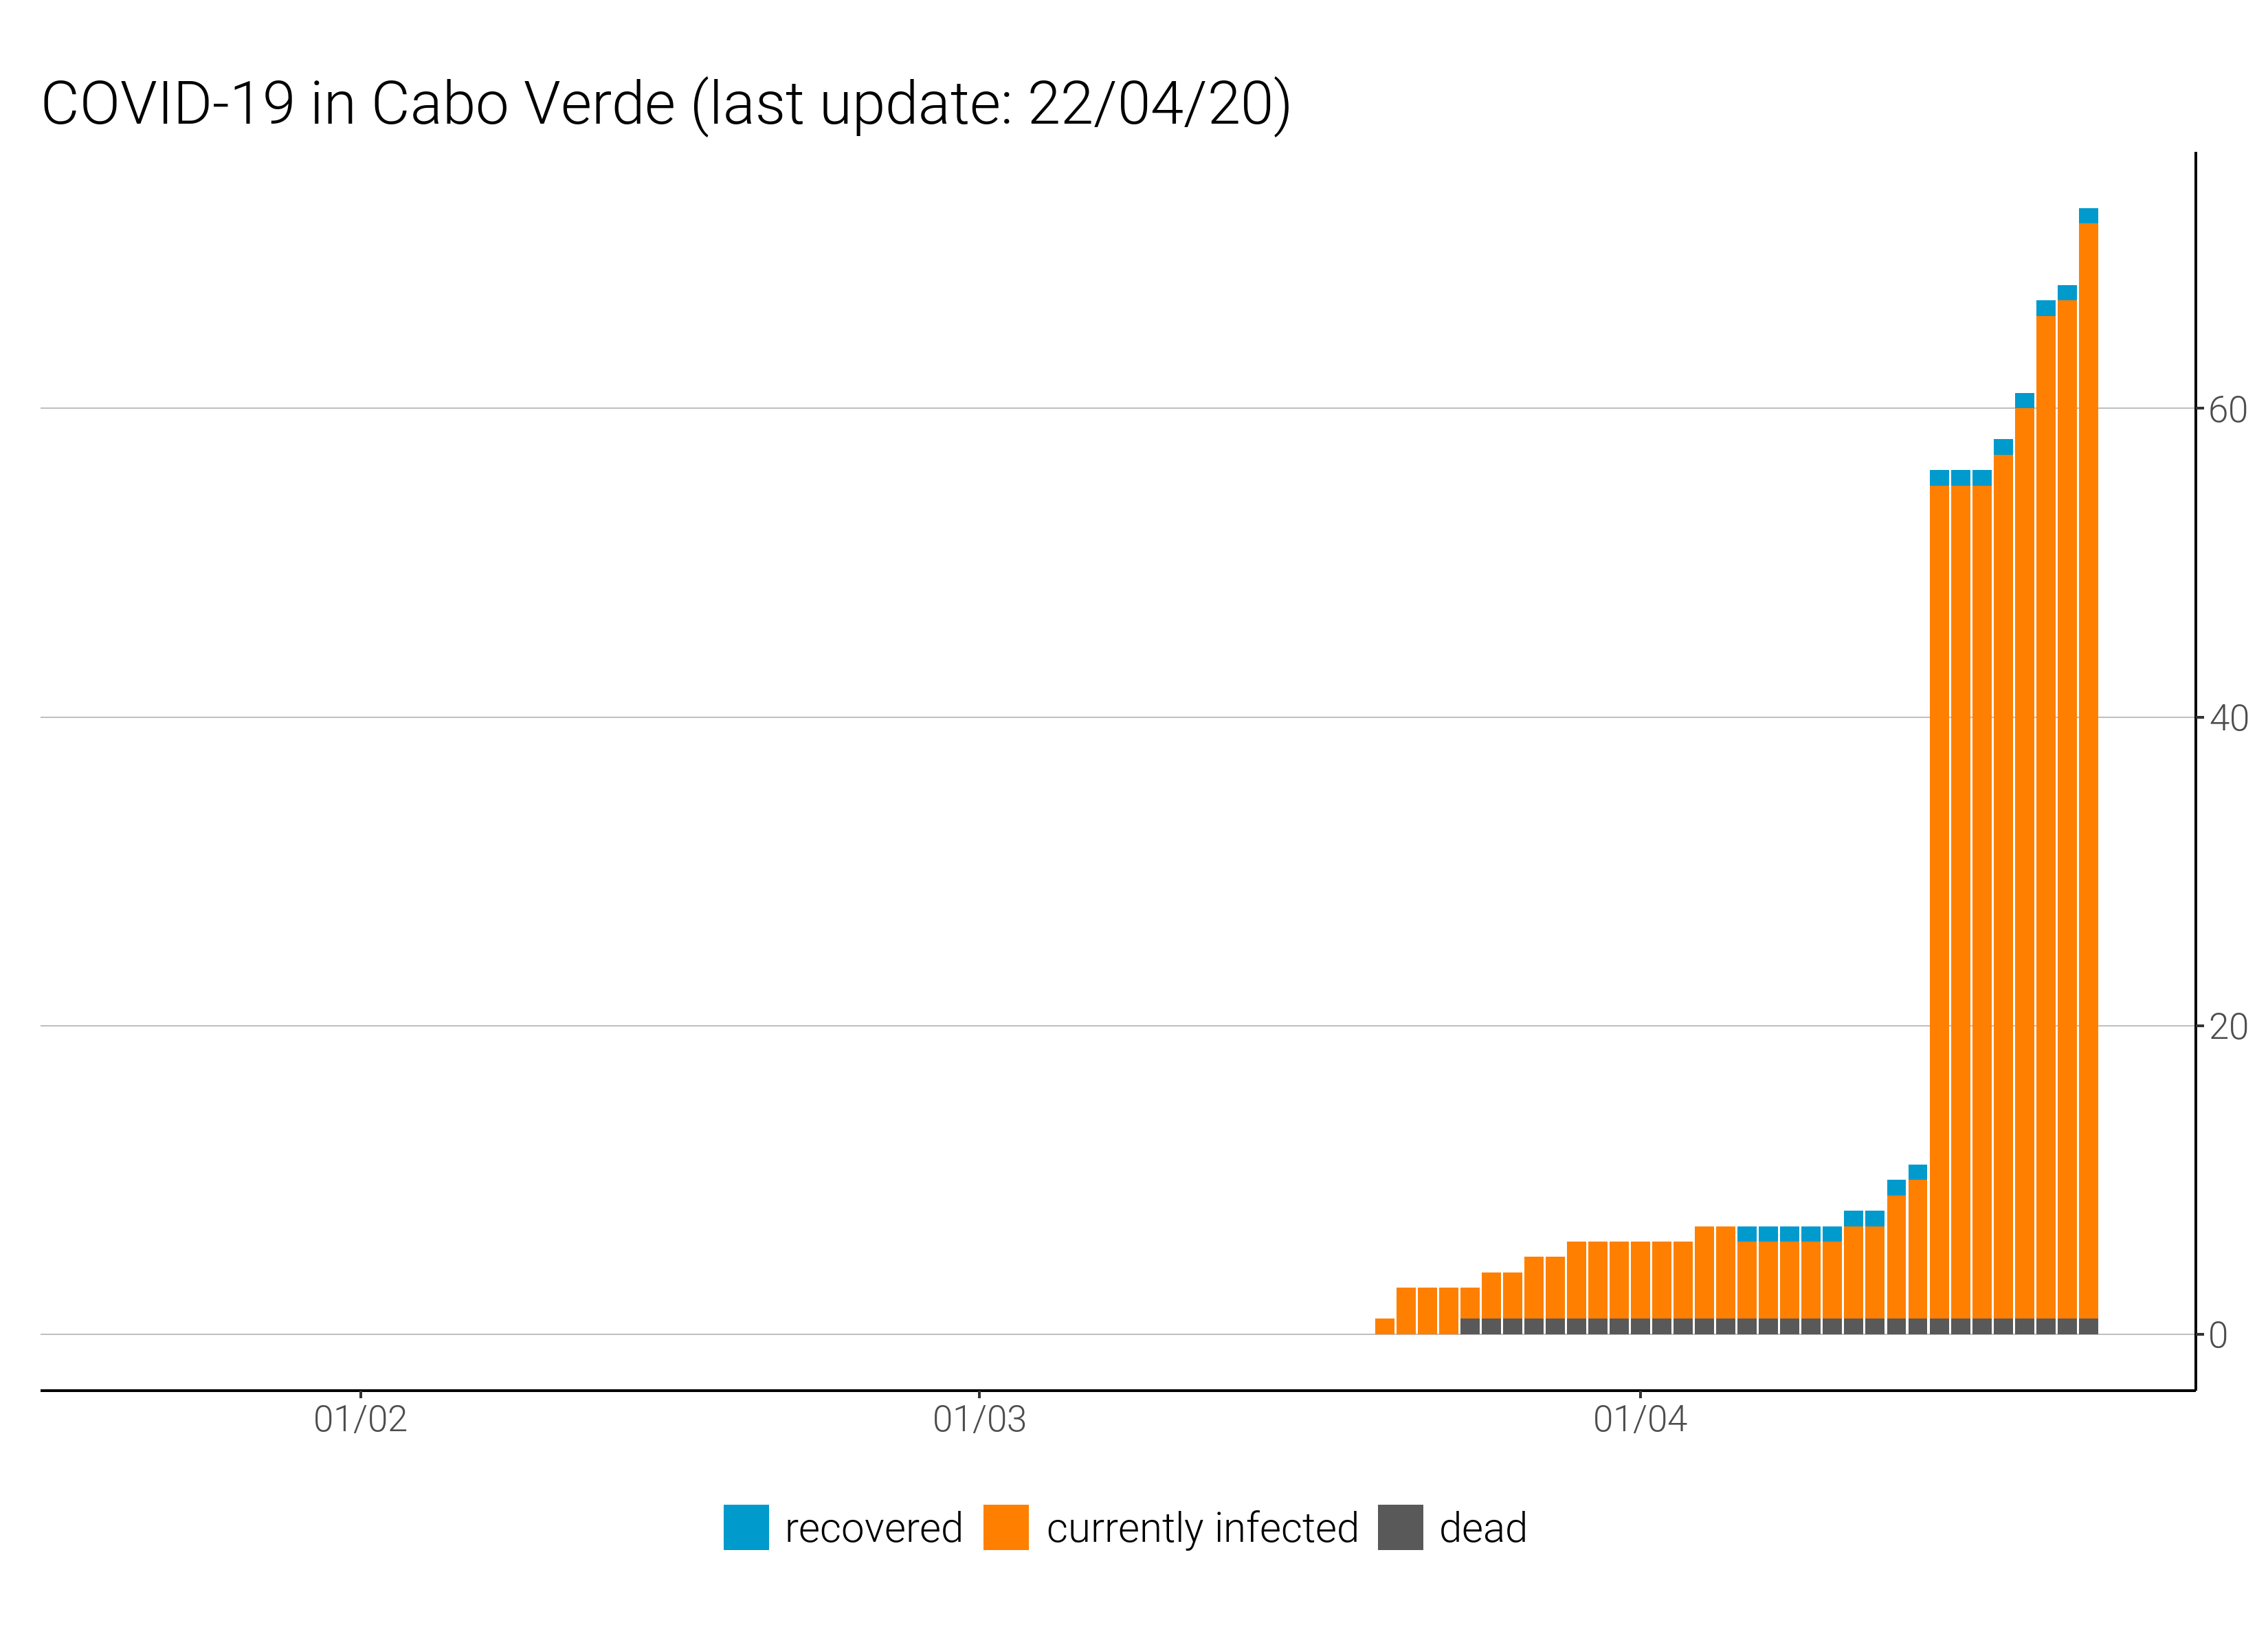 COVID-19 in Cabo Verde (last update: 22/04/20)
60
40
20
0
01/02 01/03 01/04
recovered currently infected dead